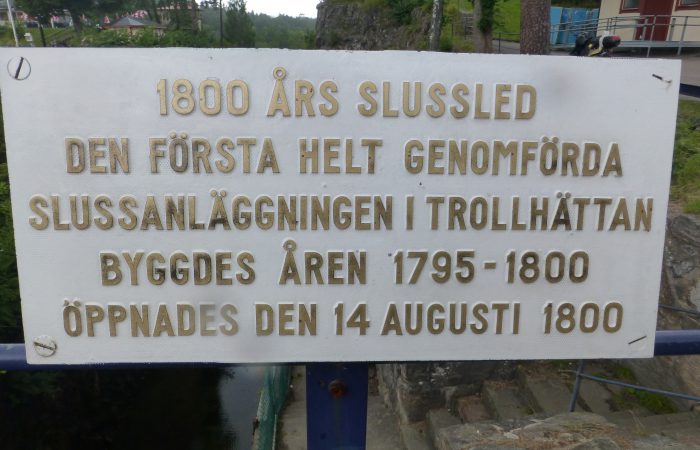 1800 ÅRS SLUSSLED
DEN FÖRSTA HELT GENOMFÖRDA
SLUSSANLÄGGNINGEN I TROLLHÄTTAN
BYGGDES ÅREN 1795-1800
ÖPPNADES DEN 14 AUGUSTI 1800